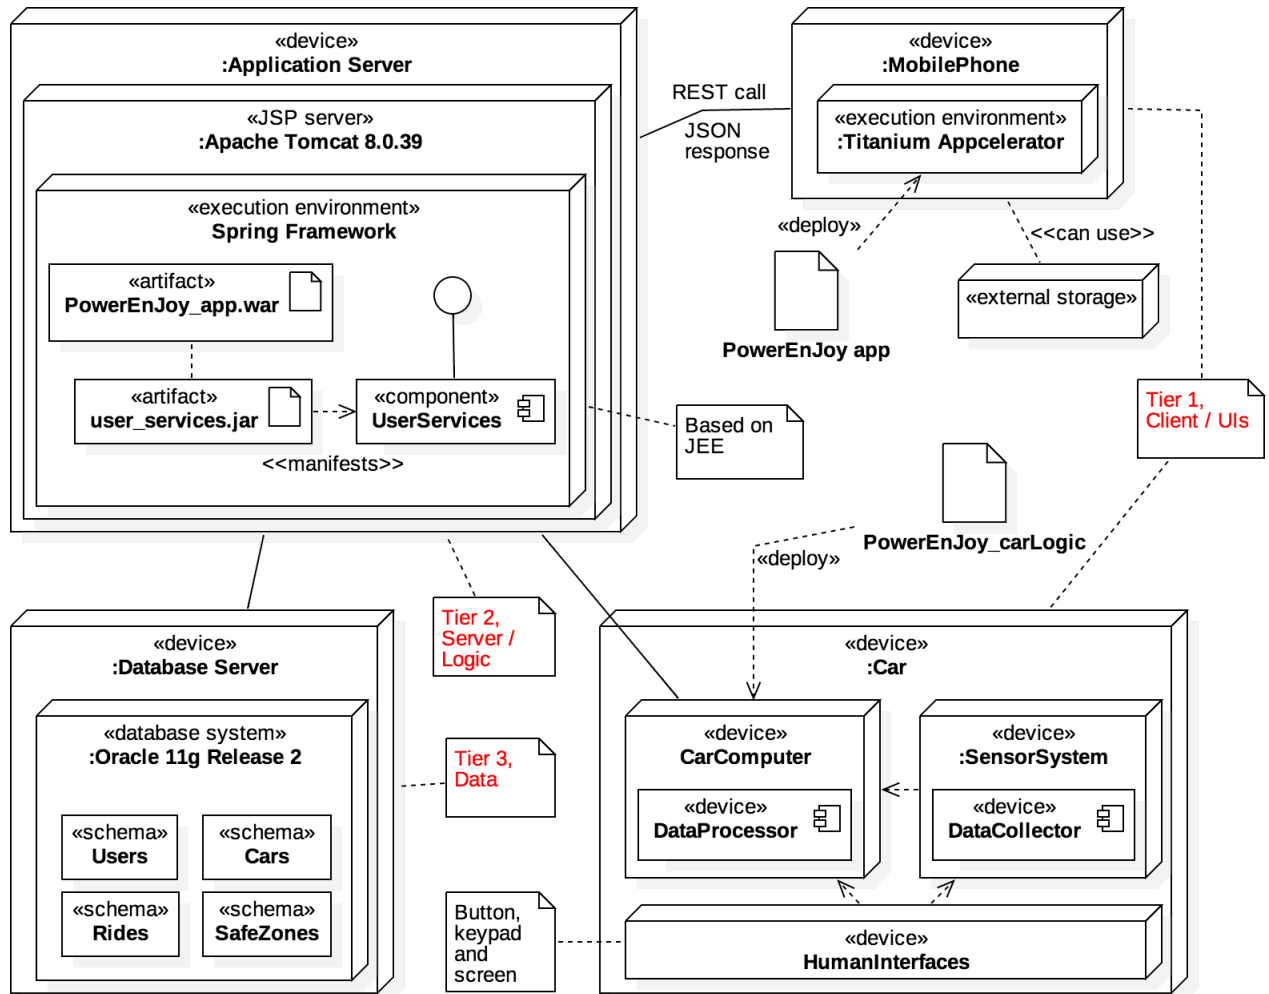 «device»
:Application Server
«JSP server»
:Apache Tomcat 8.0.39
«execution environment»
Spring Framework
«artifact»
PowerEnJoy_app.war
«artifact»
user_services.jar
«component»
UserServices
<<manifests>>
REST call
JSON
response
«device»
:MobilePhone
«execution environment»
:Titanium Appcelerator
«deploy»
PowerEnJoy app
<<can use>>
«external storage»
Based on
JEE
Tier 1,
Client / UIs
PowerEnJoy_carLogic
«deploy»
Tier 2,
Server /
Logic
«device»
:Database Server
«database system»
:Oracle 11g Release 2
«schema»
Users
«schema»
Cars
«schema»
Rides
«schema»
SafeZones
Tier 3,
Data
«device»
:Car
«device»
CarComputer
«device»
DataProcessor
«device»
:SensorSystem
«device»
DataCollector
Button,
keypad
and
screen
«device»
HumanInterfaces